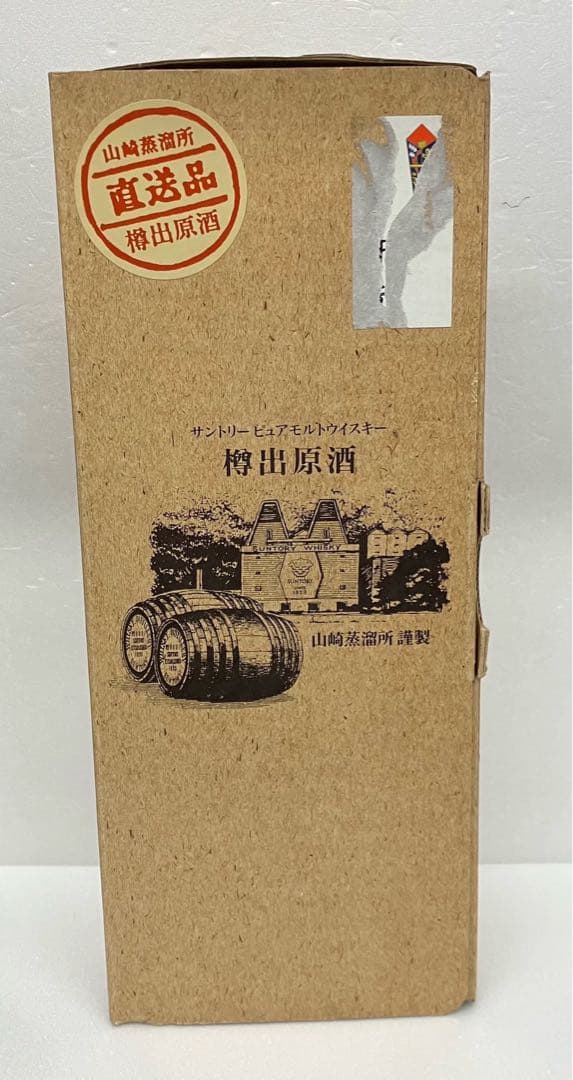 山崎蒸溜所
直送品
樽出原酒
サントリー ピュアモルトウイスキー
樽出原酒
SUNTORY WHISKY
SUNTORY
山崎蒸溜所 謹製